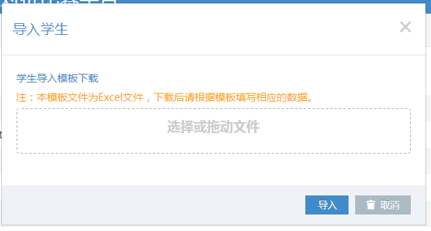 导入学生
×
学生导入模板下载
注：本模板文件为Excel文件，下载后请根据模板填写相应的数据。
选择或拖动文件
导入 取消